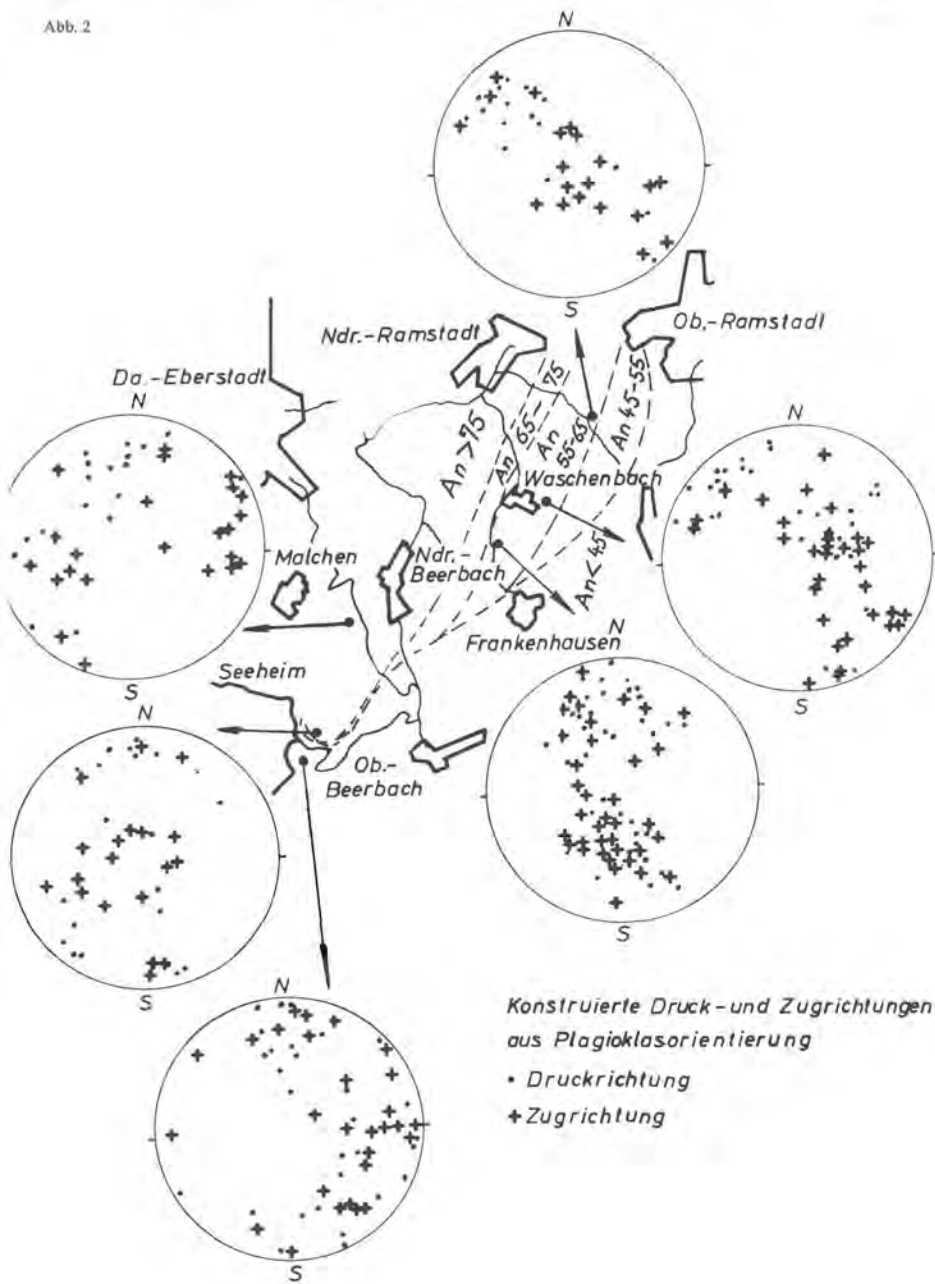 Abb. 2
N
S
Ndr.-Ramstadt
Ob.-Ramstadt
Da.-Eberstadt
N
An >75
An 65-75
An 55-65
An 45-55
N
Waschenbach
Malchen
Ndr.-
Beerbach
An < 45
Frankenhausen
N
S
Seeheim
S
N
Ob.-
Beerbach
S
S
N
Konstruierte Druck- und Zugrichtungen
aus Plagioklasorientierung
• Druckrichtung
+ Zugrichtung
S